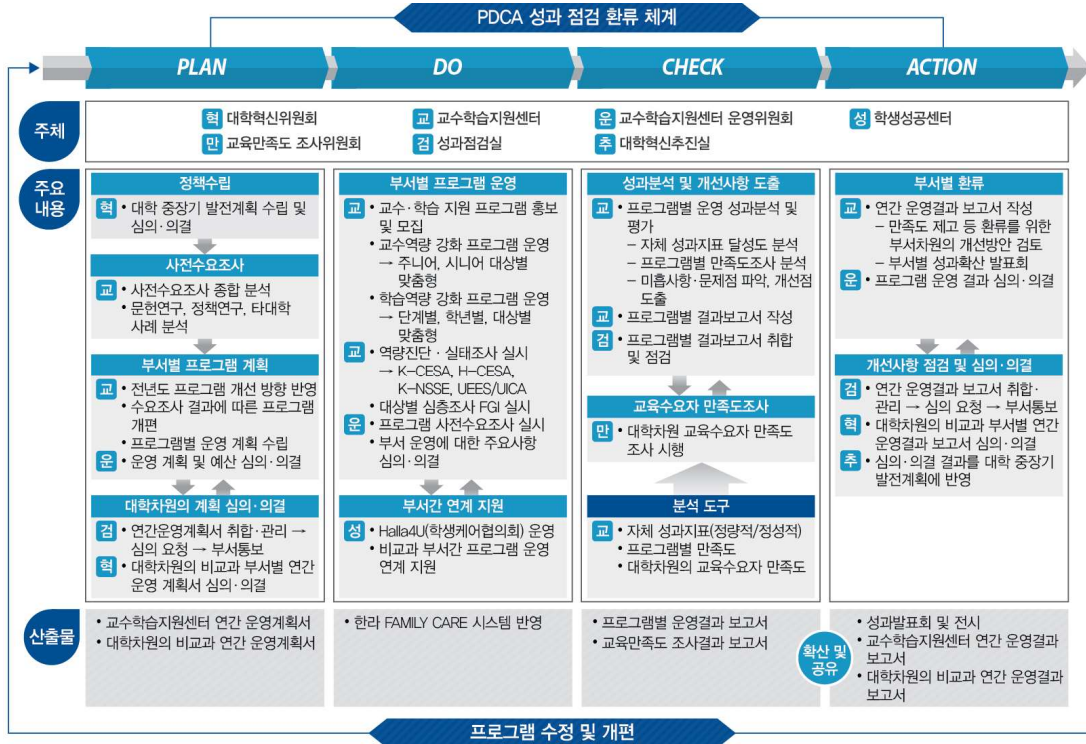 PDCA 성과 점검 환류 체계
PLAN
DO
CHECK
ACTION
주체
혁 대학혁신위원회
교 교수학습지원센터
운 교수학습지원센터 운영위원회
성 학생성공센터
만 교육만족도 조사위원회
검 성과점검실
추 대학혁신추진실
주요
내용
정책수립
혁 • 대학 중장기 발전계획 수립 및
심의·의결
사전수요조사
교 • 사전수요조사 종합 분석
• 문헌연구, 정책연구, 타대학
사례 분석
부서별 프로그램 계획
교 • 전년도 프로그램 개선 방향 반영
• 수요조사 결과에 따른 프로그램
개편
• 프로그램별 운영 계획 수립
운 • 운영 계획 및 예산 심의·의결
대학차원의 계획 심의·의결
검 • 연간운영계획서 취합·관리 →
심의 요청 → 부서통보
혁 • 대학차원의 비교과 부서별 연간
운영 계획서 심의·의결
부서별 프로그램 운영
교 • 교수·학습 지원 프로그램 홍보
및 모집
• 교수역량 강화 프로그램 운영
→ 주니어, 시니어 대상별
맞춤형
• 학습역량 강화 프로그램 운영
→ 단계별, 학년별, 대상별
맞춤형
교 • 역량진단·실태조사 실시
→ K-CESA, H-CESA,
K-NSSE, UEES/UICA
• 대상별 심층조사 FGI 실시
운 • 프로그램 사전수요조사 실시
• 부서 운영에 대한 주요사항
심의·의결
부서간 연계 지원
성 • Halla4U(학생케어협의회) 운영
• 비교과 부서간 프로그램 운영
연계 지원
성과분석 및 개선사항 도출
교 • 프로그램별 운영 성과분석 및
평가
– 자체 성과지표 달성도 분석
– 프로그램별 만족도조사 분석
– 미흡사항·문제점 파악, 개선점
도출
교 • 프로그램별 결과보고서 작성
검 • 프로그램별 결과보고서 취합
및 점검
교육수요자 만족도조사
만 • 대학차원 교육수요자 만족도
조사 시행
분석 도구
교 • 자체 성과지표(정량적/정성적)
• 프로그램별 만족도
• 대학차원의 교육수요자 만족도
부서별 환류
교 • 연간 운영결과 보고서 작성
– 만족도 제고 등 환류를 위한
부서차원의 개선방안 검토
– 부서별 성과확산 발표회
운 • 프로그램 운영 결과 심의·의결
개선사항 점검 및 심의·의결
검 • 연간 운영결과 보고서 취합·
관리 → 심의 요청 → 부서통보
혁 • 대학차원의 비교과 부서별 연간
운영결과 보고서 심의·의결
추 • 심의·의결 결과를 대학 중장기
발전계획에 반영
산출물
• 교수학습지원센터 연간 운영계획서
• 대학차원의 비교과 연간 운영계획서
• 한라 FAMILY CARE 시스템 반영
• 프로그램별 운영결과 보고서
• 교육만족도 조사결과 보고서
확산 및
공유
• 성과발표회 및 전시
• 교수학습지원센터 연간 운영결과
보고서
• 대학차원의 비교과 연간 운영결과
보고서
프로그램 수정 및 개편